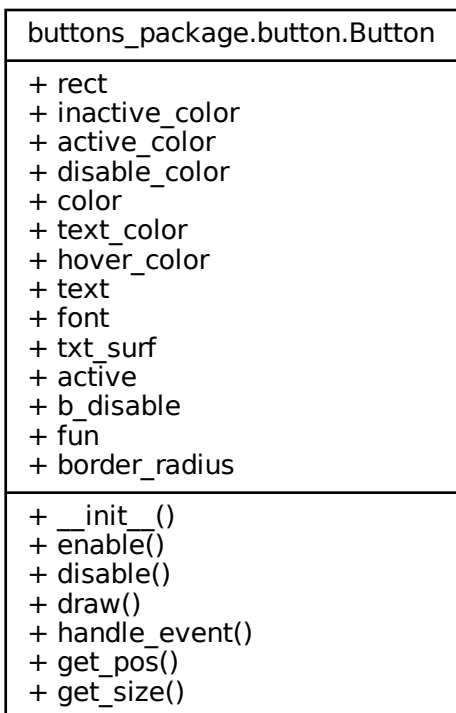 buttons_package.button.Button
+ rect
+ inactive_color
+ active_color
+ disable_color
+ color
+ text_color
+ hover_color
+ text
+ font
+ txt_surf
+ active
+ b_disable
+ fun
+ border_radius
+ __init__()
+ enable()
+ disable()
+ draw()
+ handle_event()
+ get_pos()
+ get_size()